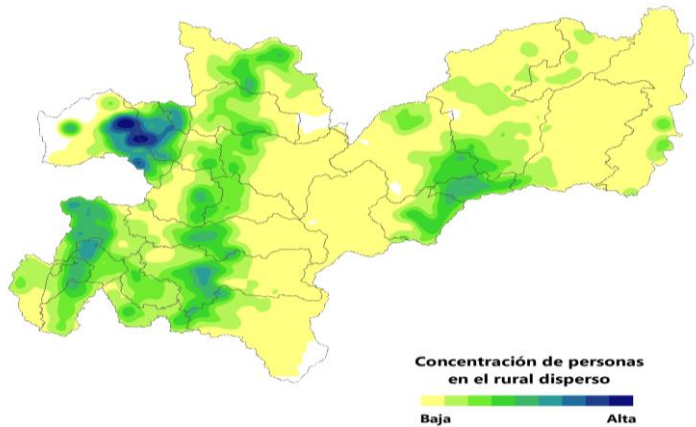 Concentración de personas
en el rural disperso
Baja Alta